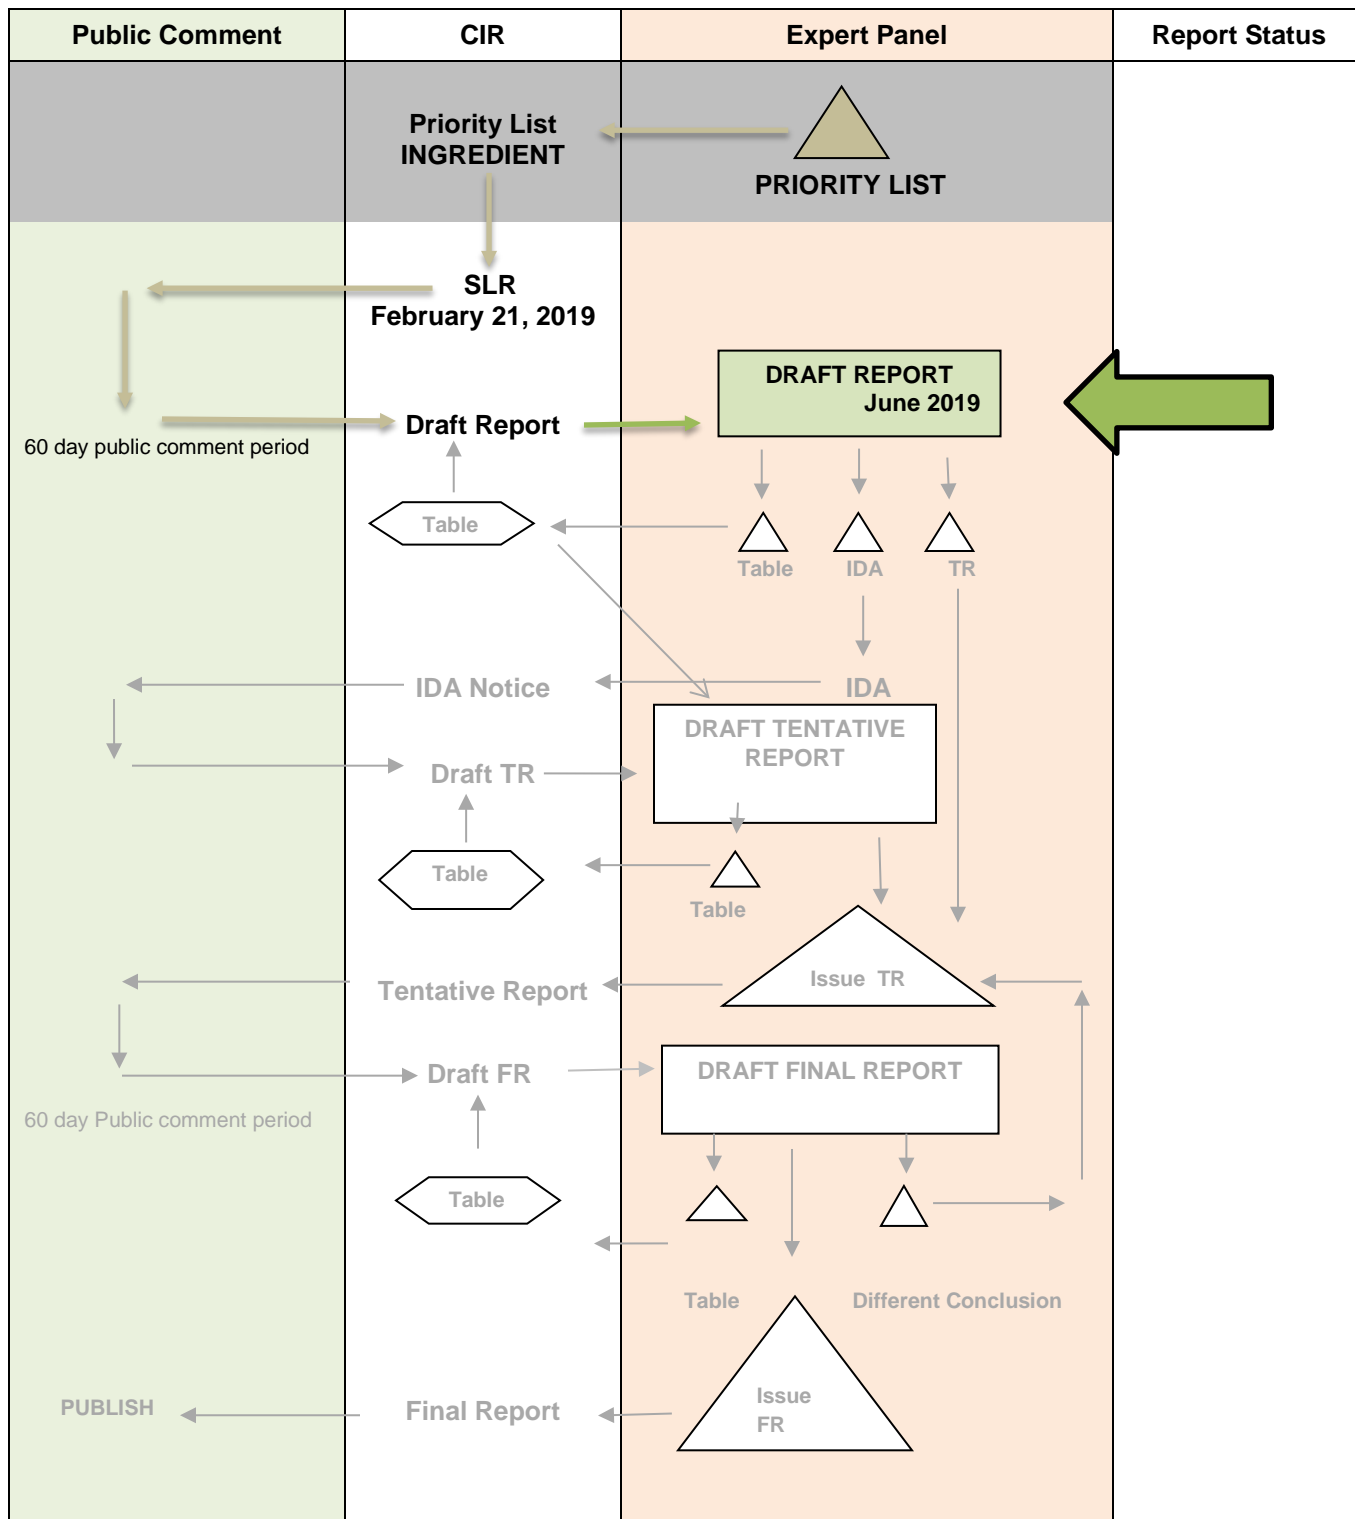 Public Comment
CIR
Expert Panel
Report Status
Priority List
INGREDIENT
PRIORITY LIST
SLR
February 21, 2019
DRAFT REPORT
June 2019
60 day public comment period
Draft Report
Table
Table
IDA
TR
IDA Notice
IDA
DRAFT TENTATIVE
REPORT
Draft TR
Table
Table
Issue TR
Tentative Report
Draft FR
DRAFT FINAL REPORT
60 day Public comment period
Table
Table
Different Conclusion
Issue
FR
PUBLISH
Final Report